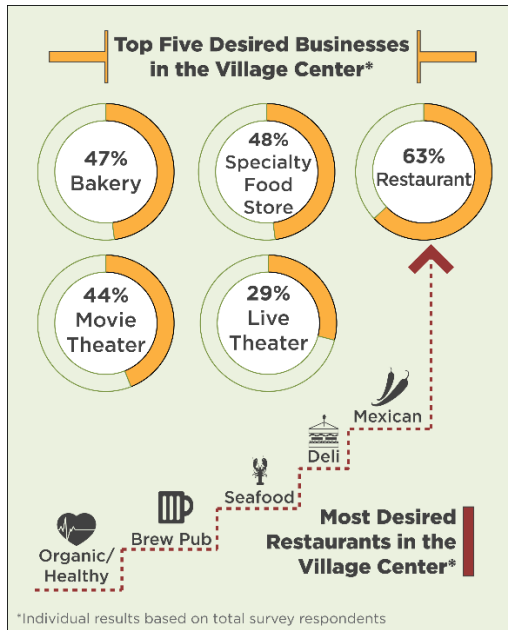 Top Five Desired Businesses
in the Village Center*
47%
Bakery
48%
Specialty
Food
Store
63%
Restaurant
44%
Movie
Theater
29%
Live
Theater
Mexican
Deli
Seafood
Brew Pub
Organic/
Healthy
Most Desired
Restaurants in the
Village Center*
*Individual results based on total survey respondents